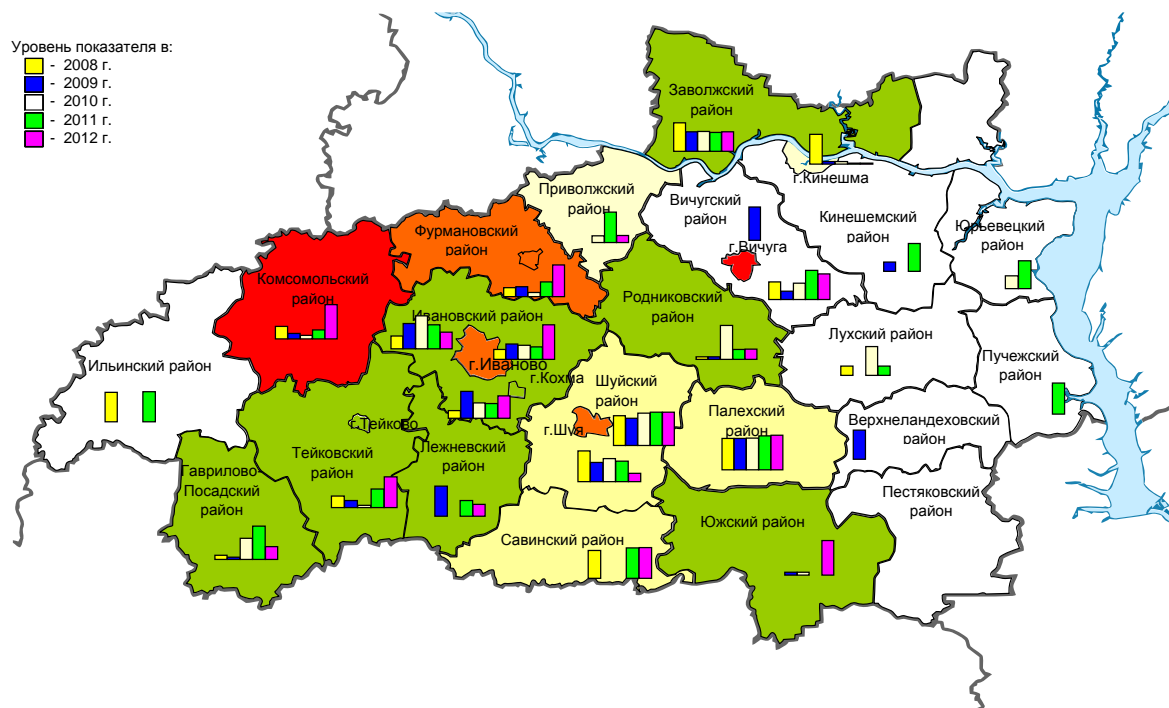 Уровень показателя в:
- 2008 г.
- 2009 г.
- 2010 г.
- 2011 г.
- 2012 г.
Заволжский
район
г.Кинешма
Приволжский
район
Вичугский
район
Кинешемский
район
Юрьевецкий
район
Фурмановский
район
г.Вичуга
Комсомольский
район
Родниковский
район
Ивановский район
Лухский район
Пучежский
район
Ильинский район
г.Иваново
г.Кохма
Шуйский
район
Палехский
район
Верхнеландеховский
район
г.Тейково
г.Шуя
Тейковский
район
Лежневский
район
Гаврилово-
Посадский
район
Пестяковский
район
Южский район
Савинский район